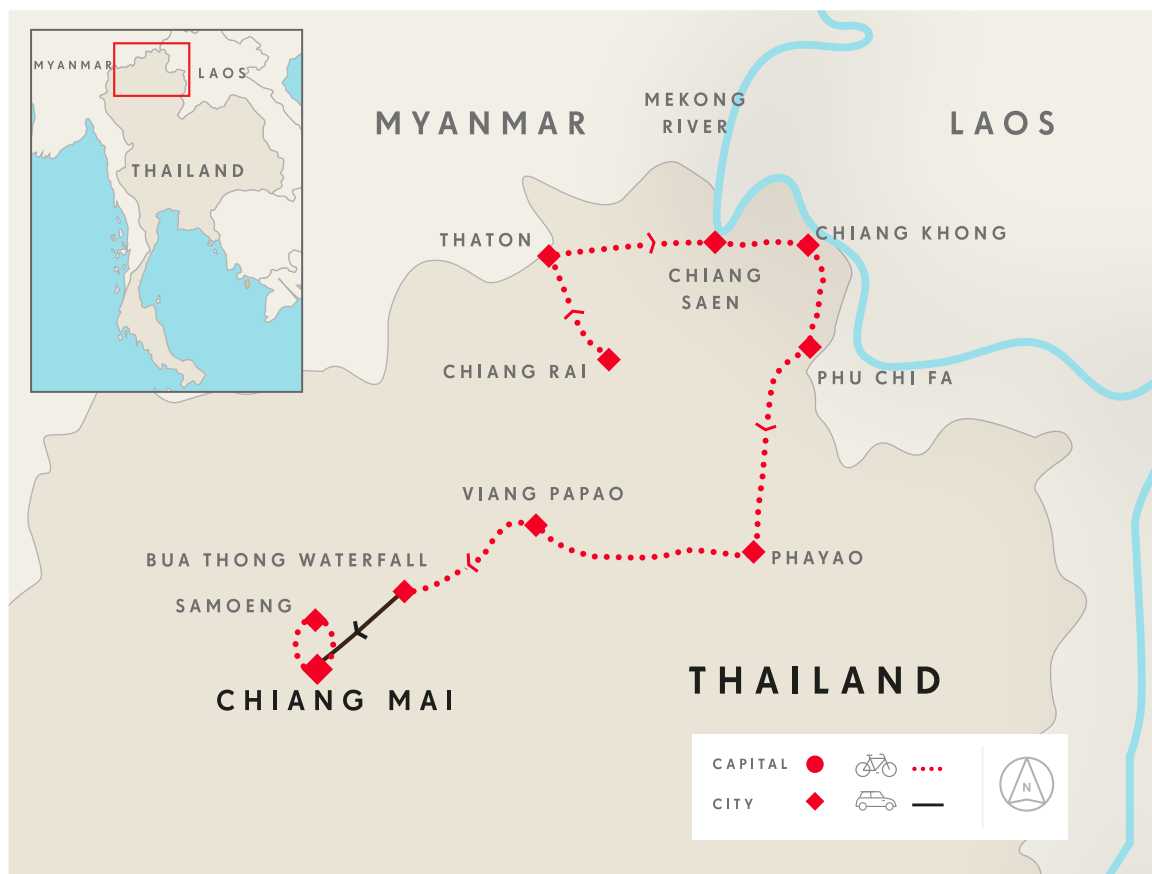 MYANMAR
LAOS
THAILAND
MYANMAR
LAOS
MEKONG
RIVER
THATON
CHIANG KHONG
CHIANG
SAEN
CHIANG RAI
PHU CHI FA
VIANG PAPAO
BUA THONG WATERFALL
PHAYAO
SAMOENG
THAILAND
CHIANG MAI
CAPITAL
CITY
N